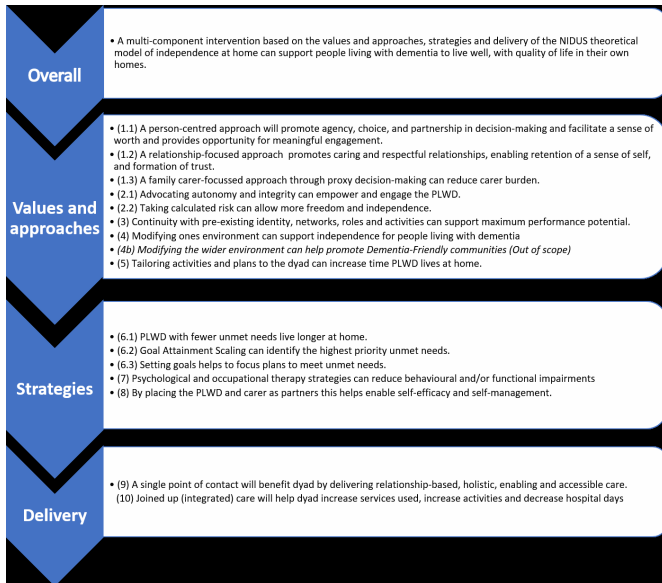 Overall
• A multi-component intervention based on the values and approaches, strategies and delivery of the NIDUS theoretical
model of independence at home can support people living with dementia to live well, with quality of life in their own
homes.
Values and
approaches
• (1.1) A person-centred approach will promote agency, choice, and partnership in decision-making and facilitate a sense of
worth and provides opportunity for meaningful engagement.
• (1.2) A relationship-focused approach promotes caring and respectful relationships, enabling retention of a sense of self,
and formation of trust.
• (1.3) A family carer-focussed approach through proxy decision-making can reduce carer burden.
• (2.1) Advocating autonomy and integrity can empower and engage the PLWD.
• (2.2) Taking calculated risk can allow more freedom and independence.
• (3) Continuity with pre-existing identity, networks, roles and activities can support maximum performance potential.
• (4) Modifying ones environment can support independence for people living with dementia
• (4b) Modifying the wider environment can help promote Dementia-Friendly communities (Out of scope)
• (5) Tailoring activities and plans to the dyad can increase time PLWD lives at home.
Strategies
• (6.1) PLWD with fewer unmet needs live longer at home.
• (6.2) Goal Attainment Scaling can identify the highest priority unmet needs.
• (6.3) Setting goals helps to focus plans to meet unmet needs.
• (7) Psychological and occupational therapy strategies can reduce behavioural and/or functional impairments
• (8) By placing the PLWD and carer as partners this helps enable self-efficacy and self-management.
Delivery
• (9) A single point of contact will benefit dyad by delivering relationship-based, holistic, enabling and accessible care.
(10) Joined up (integrated) care will help dyad increase services used, increase activities and decrease hospital days